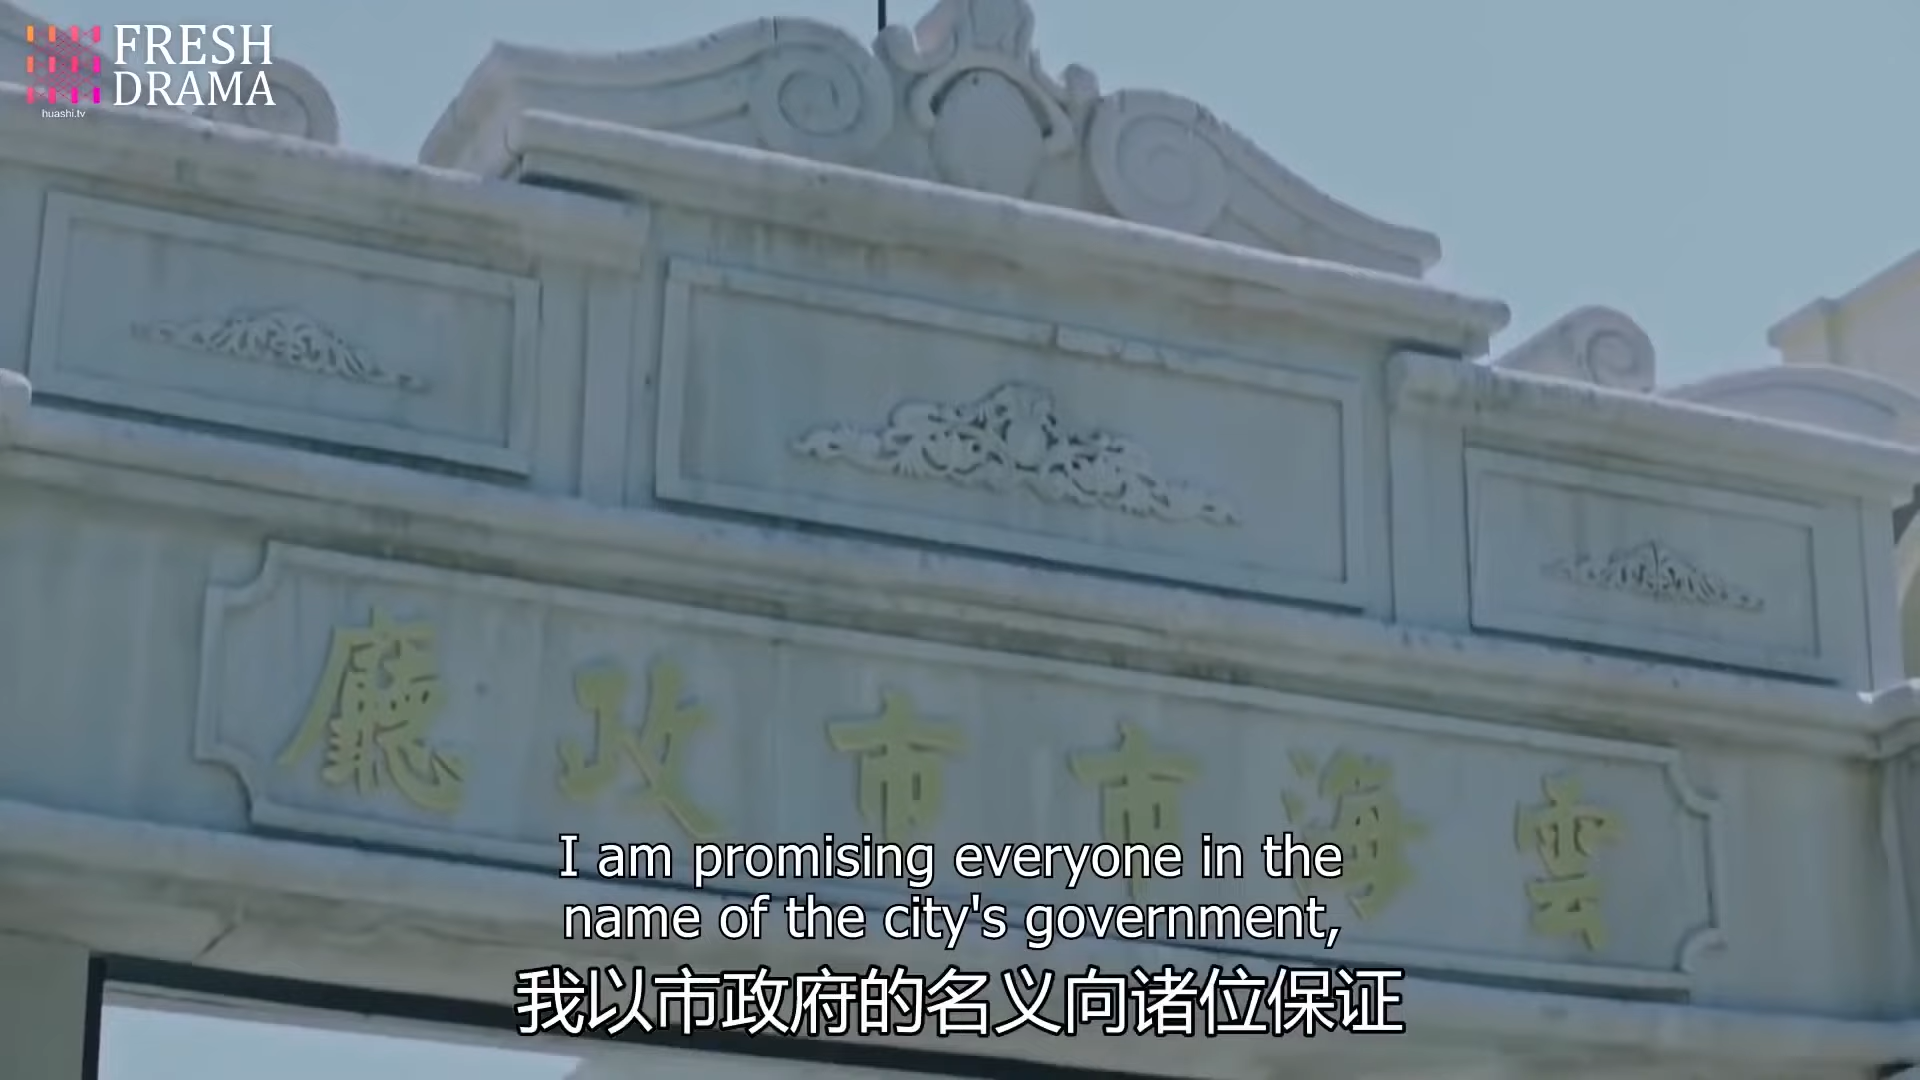 FRESH
DRAMA
huashi.tv
廳政市市海雲
I am promising everyone in the
name of the city's government,
我以市政府的名义向诸位保证